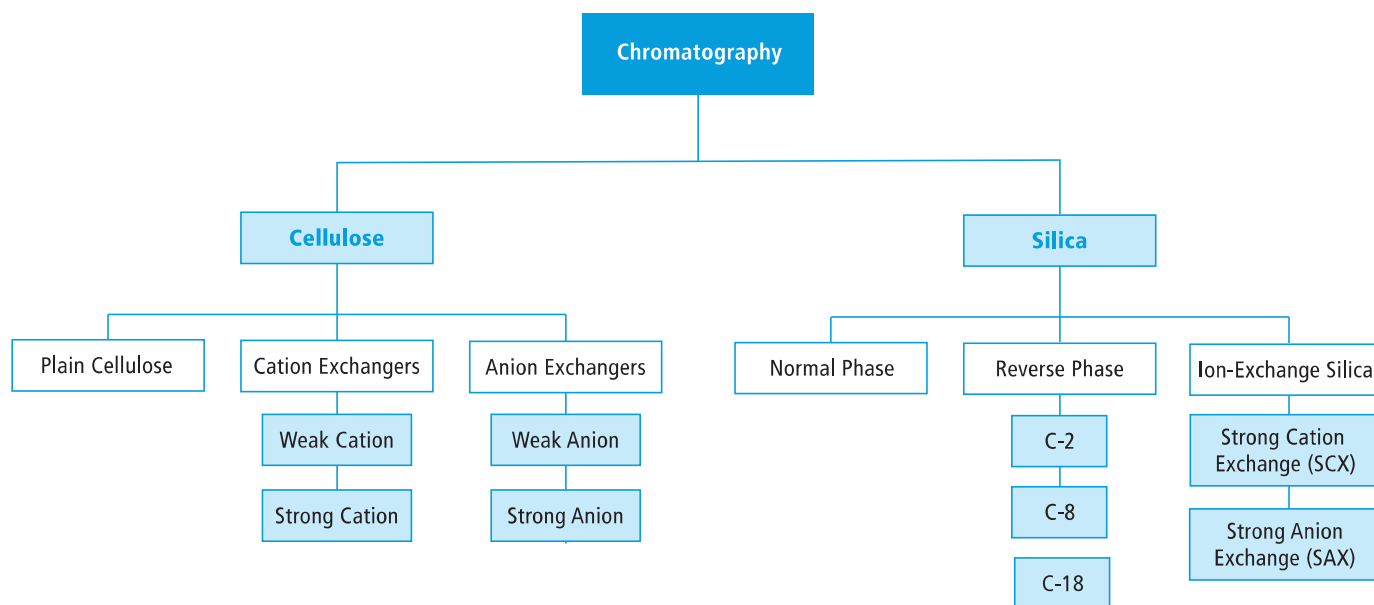 Chromatography
Cellulose
Silica
Plain Cellulose
Cation Exchangers
Anion Exchangers
Normal Phase
Reverse Phase
Ion-Exchange Silica
Weak Cation
Weak Anion
C-2
Strong Cation
Exchange (SCX)
Strong Cation
Strong Anion
C-8
Strong Anion
Exchange (SAX)
C-18